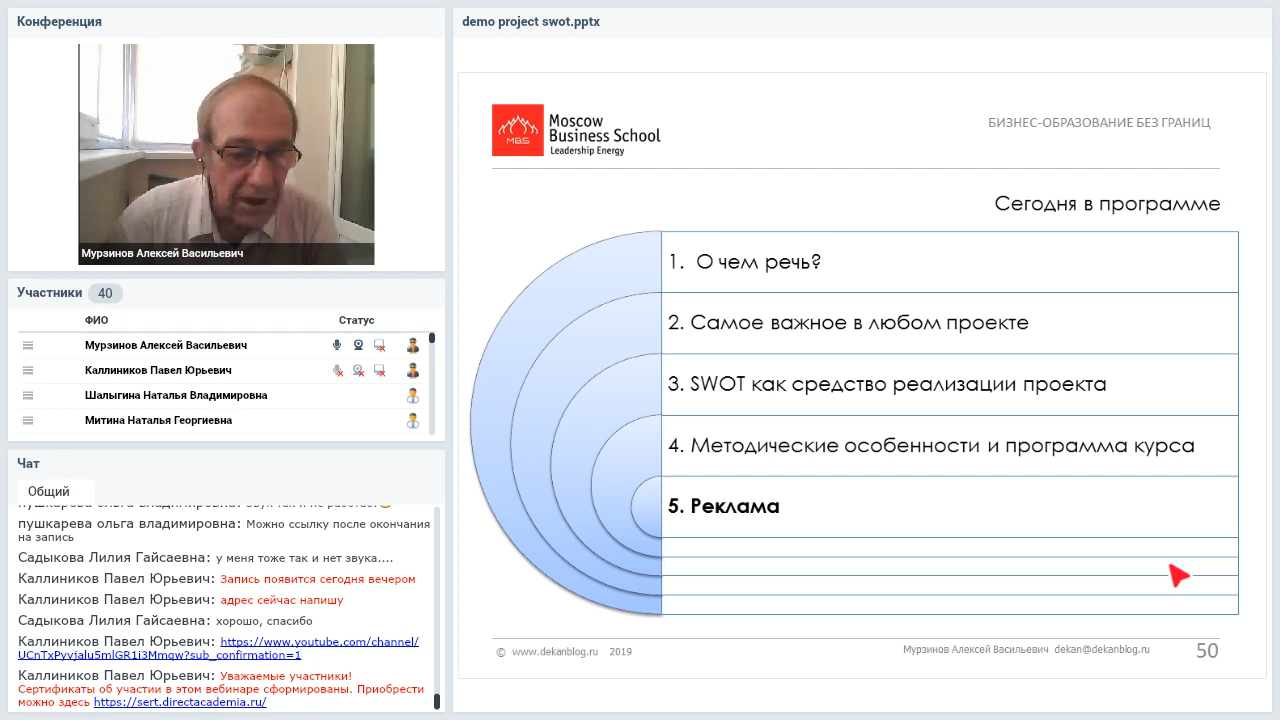 Конференция
Мурзинов Алексей Васильевич
Участники 40
ФИО Статус
Мурзинов Алексей Васильевич
Каллиников Павел Юрьевич
Шалыгина Наталья Владимировна
Митина Наталья Георгиевна
Чат
Общий
пушкарева ольга владимировна: Можно ссылку после окончания
на запись
Садыкова Лилия Гайсаевна: у меня тоже так и нет звука....
Каллиников Павел Юрьевич: Запись появится сегодня вечером
Каллиников Павел Юрьевич: адрес сейчас напишу
Садыкова Лилия Гайсаевна: хорошо, спасибо
Каллиников Павел Юрьевич: https://www.youtube.com/channel/
Каллиников Павел Юрьевич: Уважаемые участники!
Сертификаты об участии в этом вебинаре сформированы. Приобрести
можно здесь https://sert.directacademia.ru/
demo project swot.pptx
MBS
Moscow
Business School
Leadership Energy
БИЗНЕС-ОБРАЗОВАНИЕ БЕЗ ГРАНИЦ
Сегодня в программе
1. О чем речь?
2. Самое важное в любом проекте
3. SWOT как средство реализации проекта
4. Методические особенности и программа курса
5. Реклама
© www.dekanblog.ru 2019
Мурзинов Алексей Васильевич dekan@dekanblog.ru
50